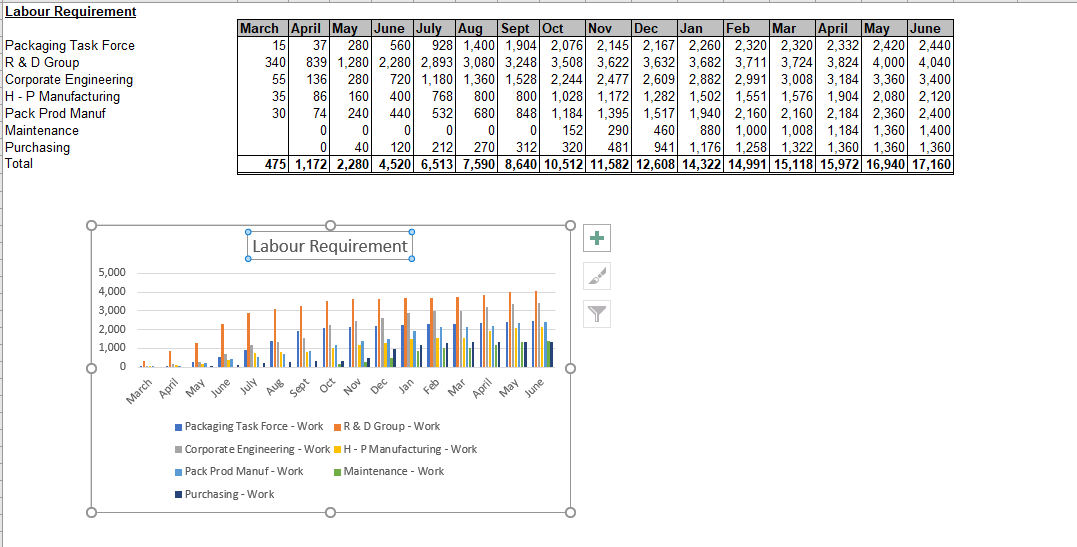 Labour Requirement
March April May June July Aug Sept Oct Nov Dec Jan Feb Mar April May June
Packaging Task Force 15 37 280 560 928 1,400 1,904 2,076 2,145 2,167 2,260 2,320 2,320 2,332 2,420 2,440
R & D Group 340 839 1,280 2,280 2,893 3,080 3,248 3,508 3,622 3,632 3,682 3,711 3,724 3,824 4,000 4,040
Corporate Engineering 55 136 280 720 1,180 1,360 1,528 2,244 2,477 2,609 2,882 2,991 3,008 3,184 3,360 3,400
H - P Manufacturing 35 86 160 400 768 800 800 1,028 1,172 1,282 1,502 1,551 1,576 1,904 2,080 2,120
Pack Prod Manuf 30 74 240 440 532 680 848 1,184 1,395 1,517 1,940 2,160 2,160 2,184 2,360 2,400
Maintenance 0 0 0 0 0 0 152 290 460 880 1,000 1,008 1,184 1,360 1,400
Purchasing 0 40 120 212 270 312 320 481 941 1,176 1,258 1,322 1,360 1,360 1,360
Total 475 1,172 2,280 4,520 6,513 7,590 8,640 10,512 11,582 12,608 14,322 14,991 15,118 15,972 16,940 17,160
Labour Requirement
5,000
4,000
3,000
2,000
1,000
0
March April May June July Aug Sept Oct Nov Dec Jan Feb Mar April May June
Packaging Task Force - Work R & D Group - Work
Corporate Engineering - Work H - P Manufacturing - Work
Pack Prod Manuf - Work Maintenance - Work
Purchasing - Work